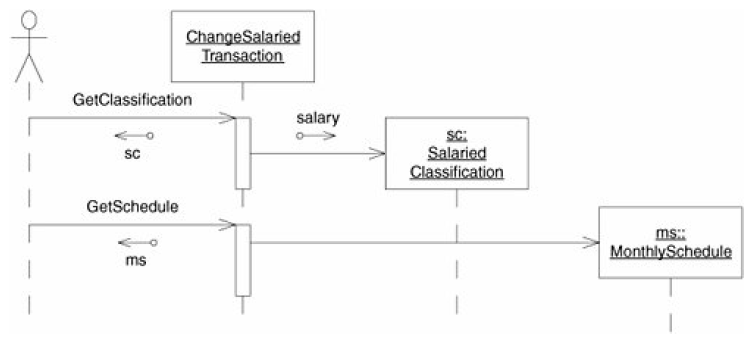 ChangeSalaried
Transaction
GetClassification
salary
sc
sc:
Salaried
Classification
GetSchedule
ms
ms::
MonthlySchedule